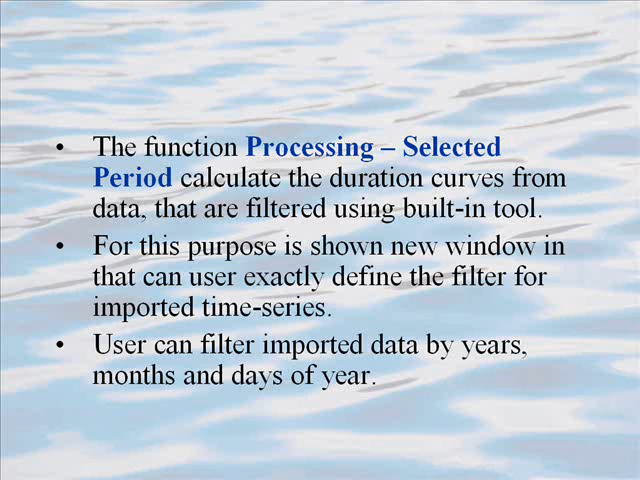 • The function Processing – Selected
Period calculate the duration curves from
data, that are filtered using built-in tool.
• For this purpose is shown new window in
that can user exactly define the filter for
imported time-series.
• User can filter imported data by years,
months and days of year.